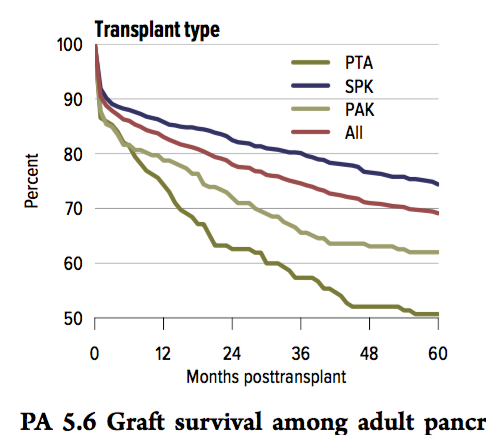 Transplant type
100
90
80
70
60
50
Percent
PTA
SPK
PAK
All
0 12 24 36 48 60
Months posttransplant
PA 5.6 Graft survival among adult pancr